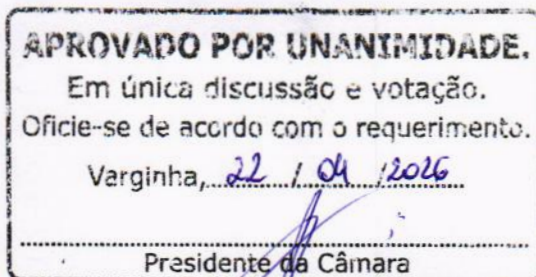 APROVADO POR UNANIMIDADE.
Em única discussão e votação.
Oficie-se de acordo com o requerimento.
Varginha, 22 / 04 / 2026
Presidente da Câmara